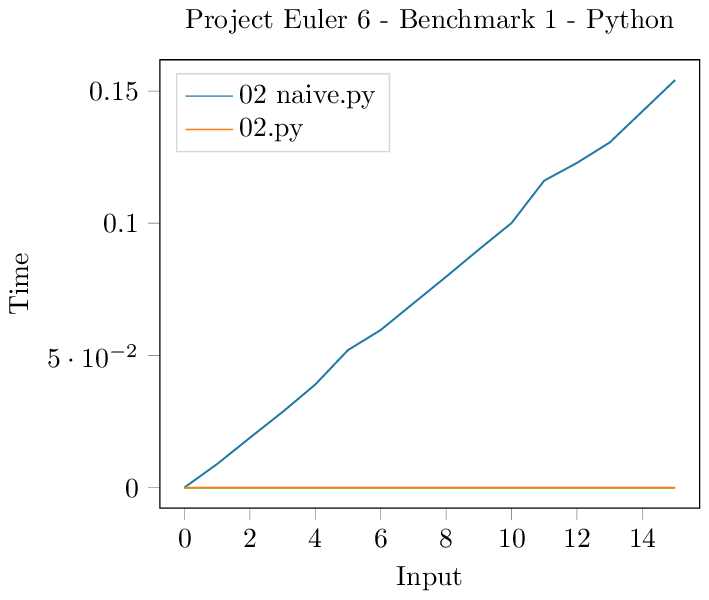 Project Euler 6 - Benchmark 1 - Python
02 naive.py
02.py
0.15
0.1
5 · 10⁻²
0
Time
0 2 4 6 8 10 12 14
Input